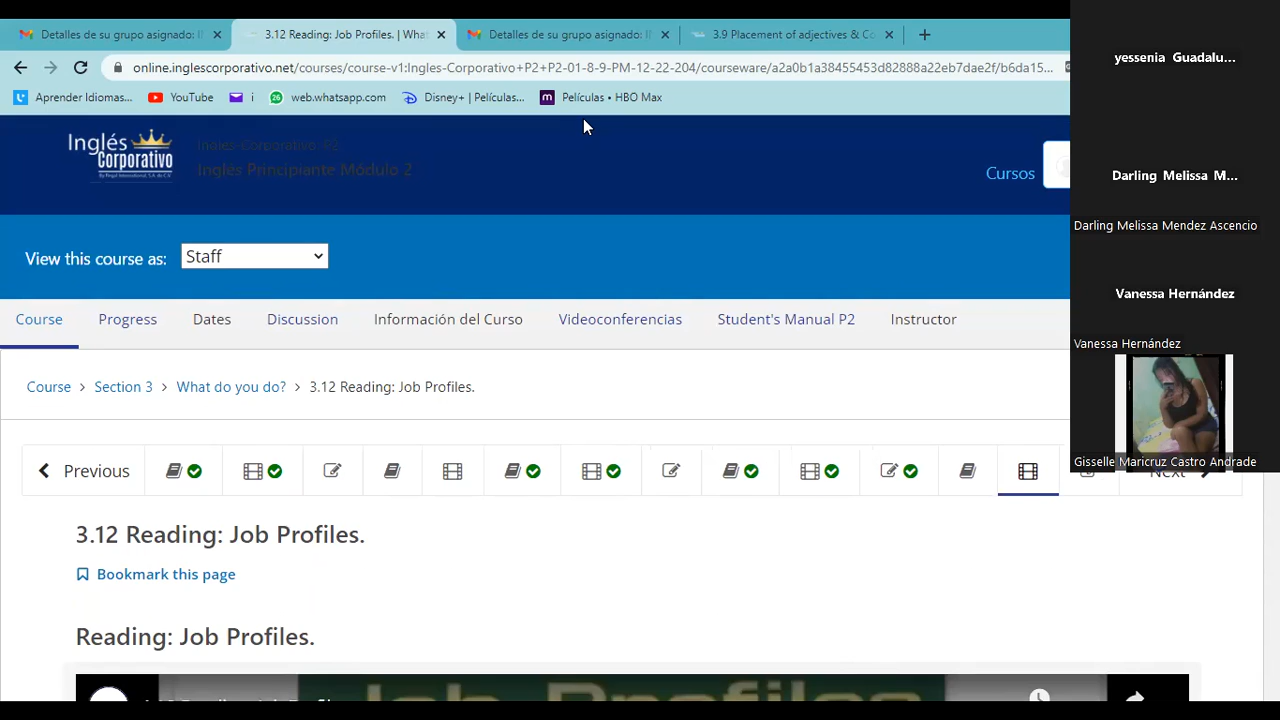 Detalles de su grupo asignado: I
3.12 Reading: Job Profiles. | Wha
Detalles de su grupo asignado: I
3.9 Placement of adjectives & Co
online.inglescorporativo.net/courses/course-v1:Ingles-Corporativo+P2+P2-01-8-9-PM-12-22-204/courseware/a2a0b1a38455453d82888a22eb7dae2f/b6da15...
Aprender Idiomas...
YouTube
i
web.whatsapp.com
Disney+ | Películas...
Películas • HBO Max
Inglés
Corporativo
Ingles-Corporativo: P2
Inglés Principiante Módulo 2
Cursos
View this course as:
Staff
Course
Progress
Dates
Discussion
Información del Curso
Videoconferencias
Student's Manual P2
Instructor
Course
Section 3
What do you do?
3.12 Reading: Job Profiles.
Previous
Next
3.12 Reading: Job Profiles.
Bookmark this page
Reading: Job Profiles.
Job Profiles
yessenia Guadalu...
Darling Melissa M...
Darling Melissa Mendez Ascencio
Vanessa Hernández
Vanessa Hernández
Gisselle Maricruz Castro Andrade